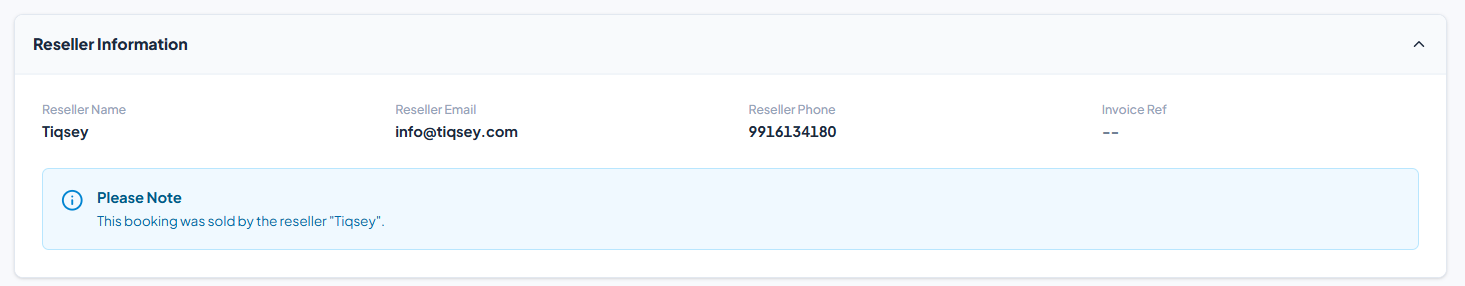 Reseller Information
Reseller Name
Reseller Email
Reseller Phone
Invoice Ref
Tiqsey
info@tiqsey.com
9916134180
--
Please Note
This booking was sold by the reseller "Tiqsey".